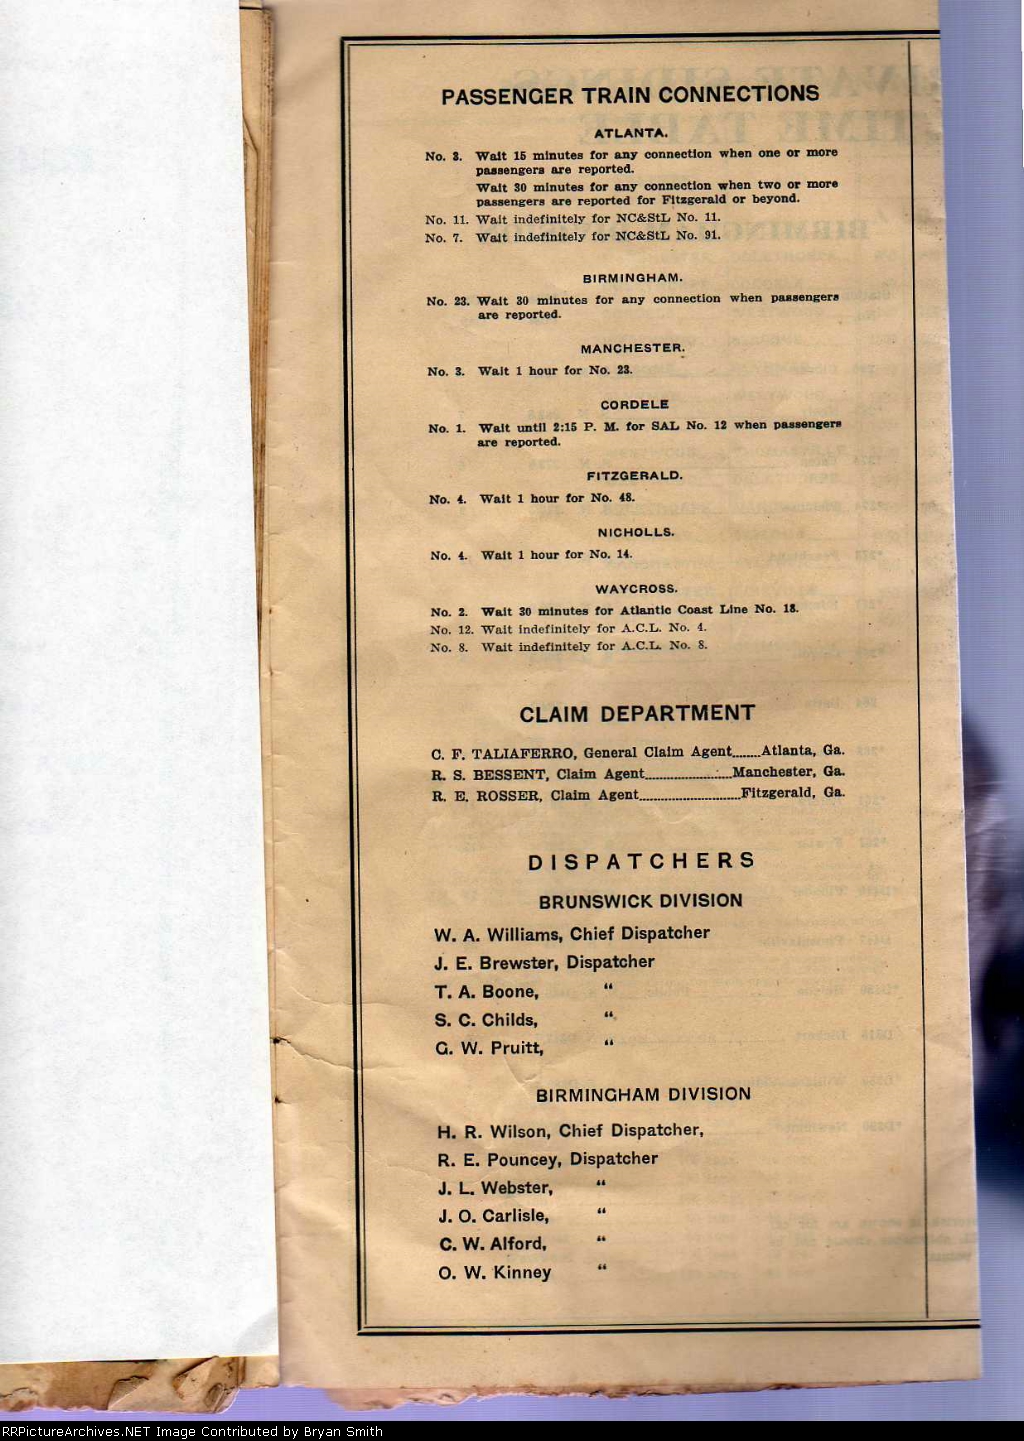 PASSENGER TRAIN CONNECTIONS
ATLANTA.
No. 3. Wait 15 minutes for any connection when one or more
passengers are reported.
Wait 30 minutes for any connection when two or more
passengers are reported for Fitzgerald or beyond.
No. 11. Wait indefinitely for NC&StL No. 11.
No. 7. Wait indefinitely for NC&StL No. 91.
BIRMINGHAM.
No. 23. Wait 30 minutes for any connection when passengers
are reported.
MANCHESTER.
No. 3. Wait 1 hour for No. 23.
CORDELE
No. 1. Wait until 2:15 P. M. for SAL No. 12 when passengers
are reported.
FITZGERALD.
No. 4. Wait 1 hour for No. 48.
NICHOLLS.
No. 4. Wait 1 hour for No. 14.
WAYCROSS.
No. 2. Wait 30 minutes for Atlantic Coast Line No. 18.
No. 12. Wait indefinitely for A.C.L. No. 4.
No. 8. Wait indefinitely for A.C.L. No. 8.
CLAIM DEPARTMENT
C. F. TALIAFERRO, General Claim Agent........Atlanta, Ga.
R. S. BESSENT, Claim Agent........................Manchester, Ga.
R. E. ROSSER, Claim Agent............................Fitzgerald, Ga.
DISPATCHERS
BRUNSWICK DIVISION
W. A. Williams, Chief Dispatcher
J. E. Brewster, Dispatcher
T. A. Boone, "
S. C. Childs, "
G. W. Pruitt, "
BIRMINGHAM DIVISION
H. R. Wilson, Chief Dispatcher,
R. E. Pouncey, Dispatcher
J. L. Webster, "
J. O. Carlisle, "
C. W. Alford, "
O. W. Kinney "
RRPictureArchives.NET Image Contributed by Bryan Smith